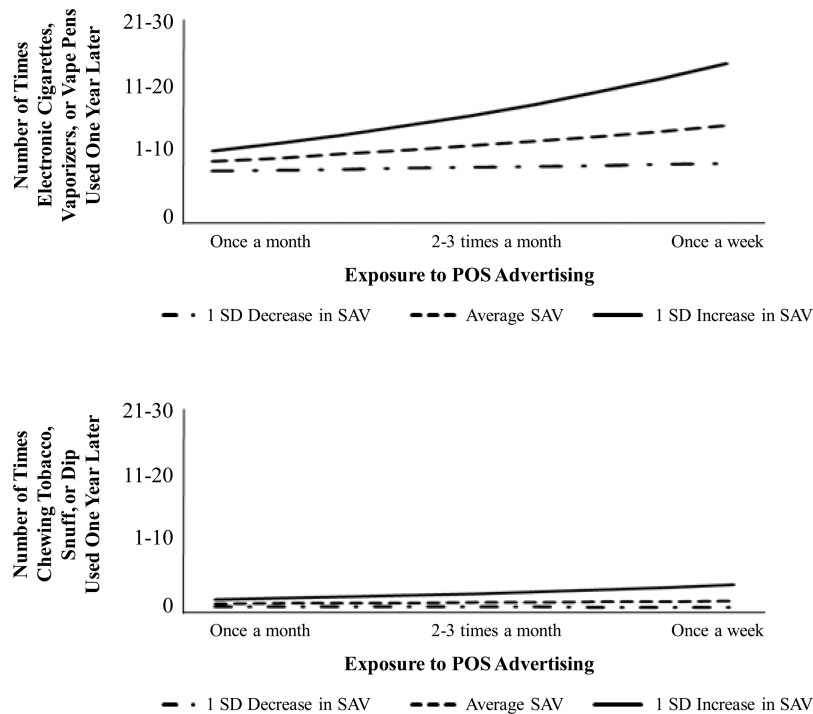 Number of Times
Electronic Cigarettes,
Vaporizers, or Vape Pens
Used One Year Later
21-30
11-20
1-10
0
Once a month
2-3 times a month
Once a week
Exposure to POS Advertising
1 SD Decrease in SAV
Average SAV
1 SD Increase in SAV
Number of Times
Chewing Tobacco,
Snuff, or Dip
Used One Year Later
21-30
11-20
1-10
0
Once a month
2-3 times a month
Once a week
Exposure to POS Advertising
1 SD Decrease in SAV
Average SAV
1 SD Increase in SAV